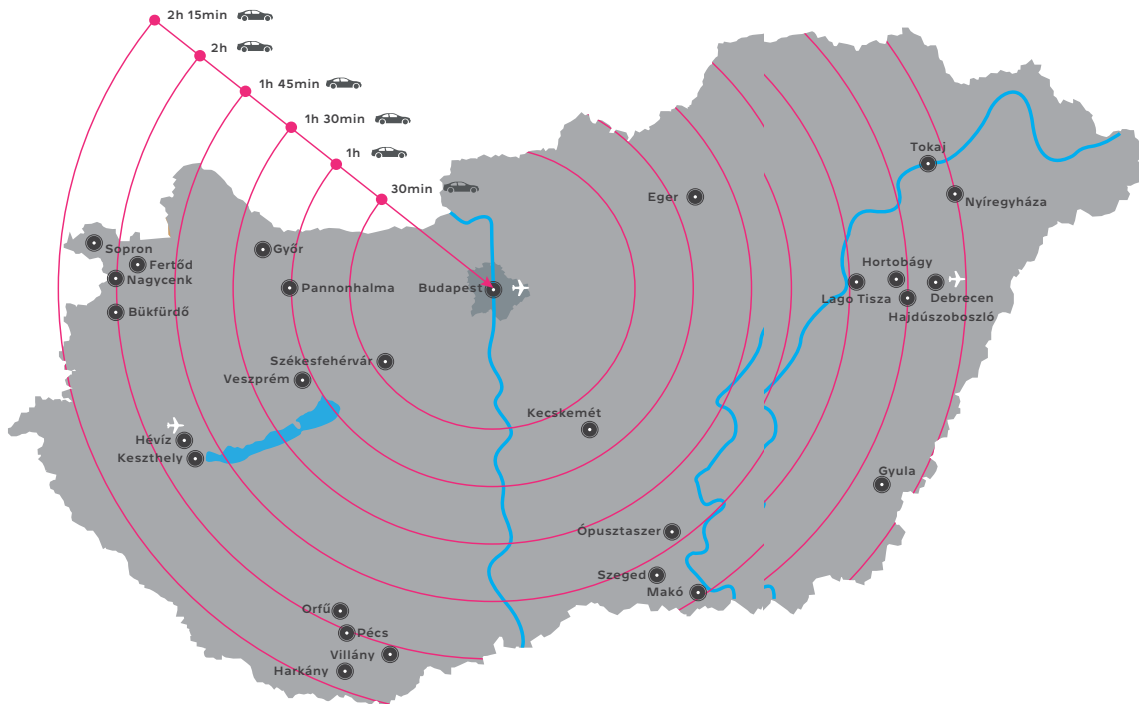 2h 15min
2h
1h 45min
1h 30min
1h
30min
Tokaj
Eger
Nyíregyháza
Sopron
Győr
Fertőd
Nagycenk
Pannonhalma
Budapest
Hortobágy
Lago Tisza
Debrecen
Hajdúszoboszló
Bükfürdő
Székesfehérvár
Veszprém
Kecskemét
Hévíz
Keszthely
Gyula
Ópusztaszer
Szeged
Makó
Orfű
Pécs
Villány
Harkány